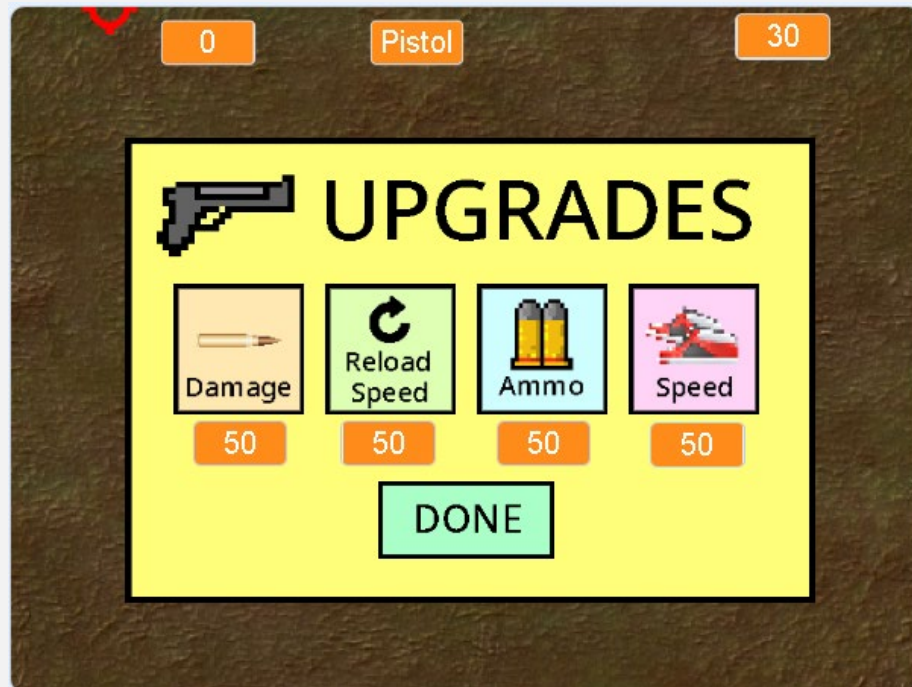 0 Pistol 30
UPGRADES
Damage
Reload
Speed
Ammo
Speed
50 50 50 50
DONE